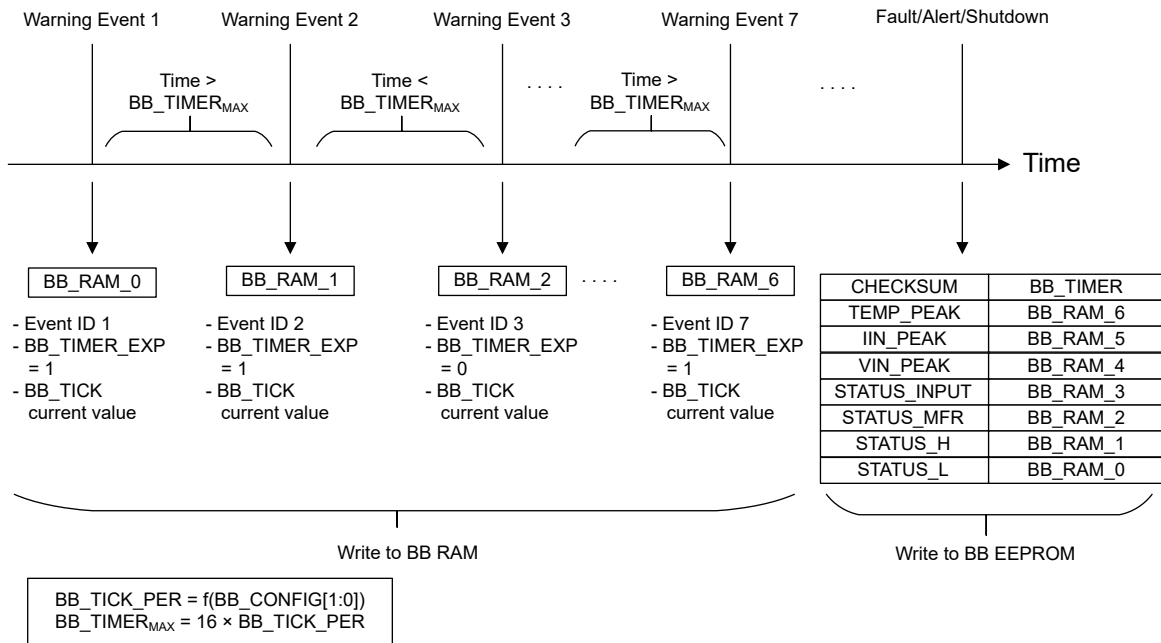 Warning Event 1 Warning Event 2 Warning Event 3 Warning Event 7 Fault/Alert/Shutdown
Time > Time < Time >
BB_TIMERMAX BB_TIMERMAX .... BB_TIMERMAX ....
Time
BB_RAM_0 BB_RAM_1 BB_RAM_2 .... BB_RAM_6
- Event ID 1
- BB_TIMER_EXP
= 1
- BB_TICK
current value
- Event ID 2
- BB_TIMER_EXP
= 1
- BB_TICK
current value
- Event ID 3
- BB_TIMER_EXP
= 0
- BB_TICK
current value
- Event ID 7
- BB_TIMER_EXP
= 1
- BB_TICK
current value
CHECKSUM BB_TIMER
TEMP_PEAK BB_RAM_6
IIN_PEAK BB_RAM_5
VIN_PEAK BB_RAM_4
STATUS_INPUT BB_RAM_3
STATUS_MFR BB_RAM_2
STATUS_H BB_RAM_1
STATUS_L BB_RAM_0
Write to BB RAM Write to BB EEPROM
BB_TICK_PER = f(BB_CONFIG[1:0])
BB_TIMERMAX = 16 × BB_TICK_PER